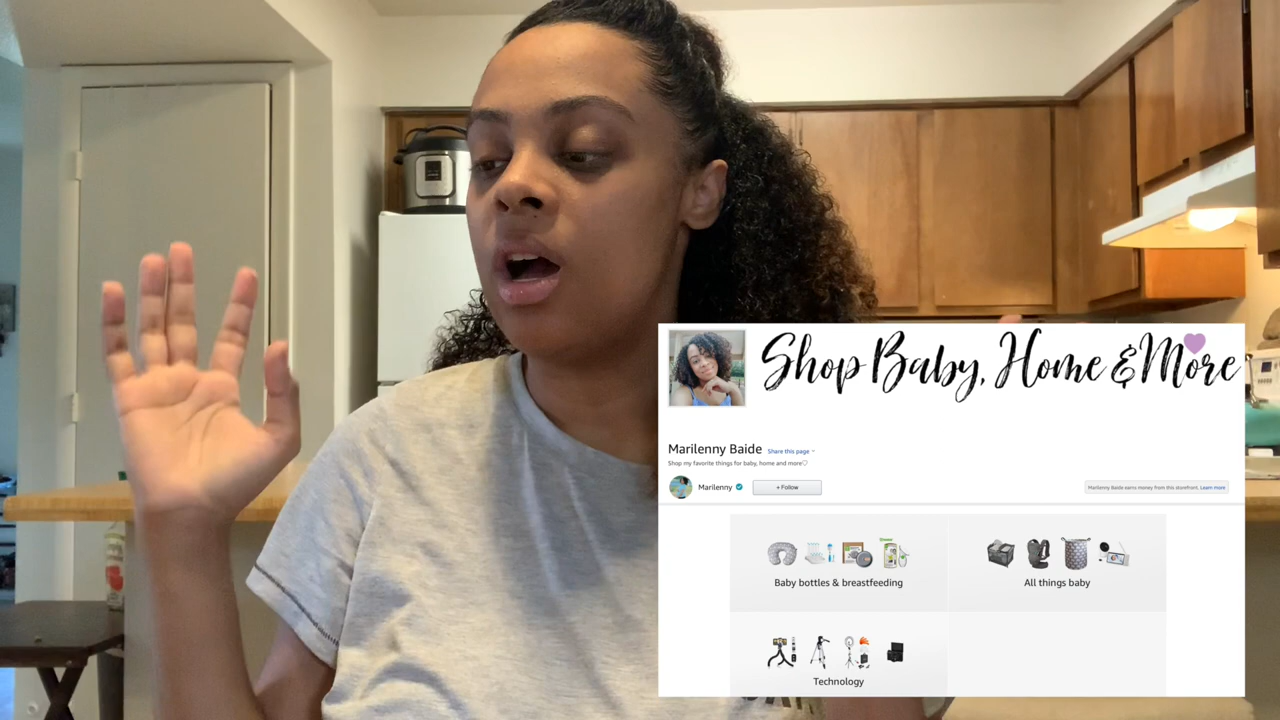 Shop Baby, Home & More
Marilenny Baide Share this page
Shop my favorite things for baby, home and more♡
Marilenny + Follow Marilenny Baide earns money from this storefront. Learn more
Baby bottles & breastfeeding All things baby
Technology